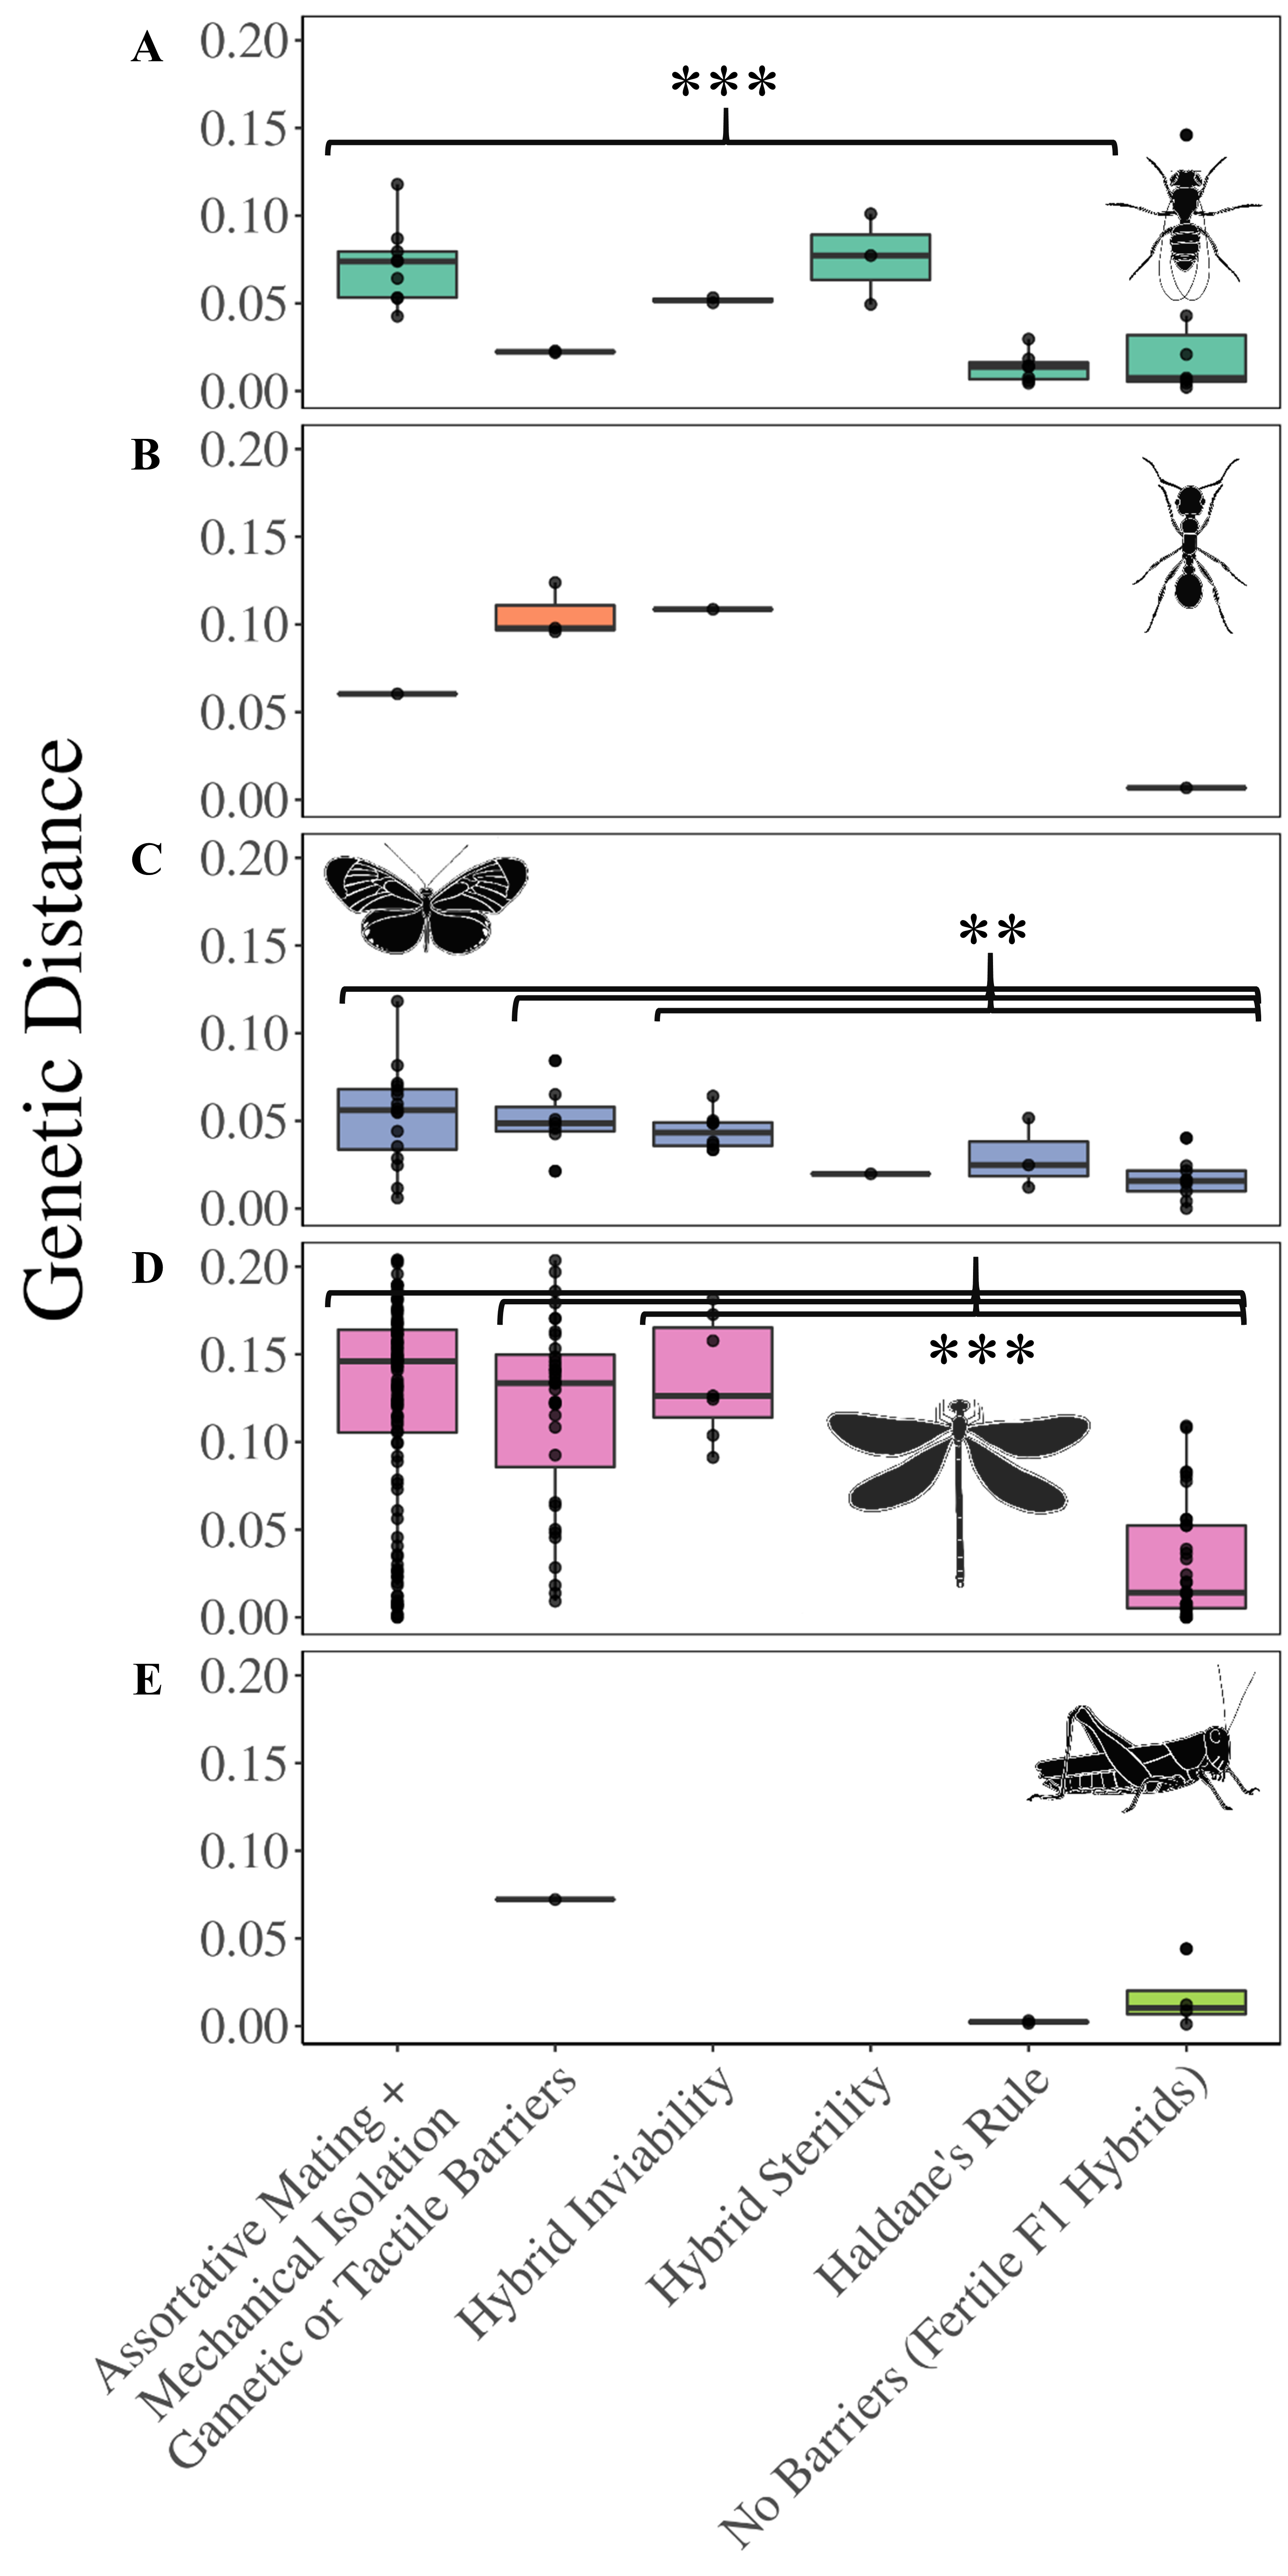 A
0.20
0.15
0.10
0.05
0.00
***
B
0.20
0.15
0.10
0.05
0.00
C
0.20
0.15
0.10
0.05
0.00
**
D
0.20
0.15
0.10
0.05
0.00
***
E
0.20
0.15
0.10
0.05
0.00
Genetic Distance
Assortative Mating +
Mechanical Isolation
Gametic or Tactile Barriers
Hybrid Inviability
Hybrid Sterility
Haldane's Rule
No Barriers (Fertile F1 Hybrids)